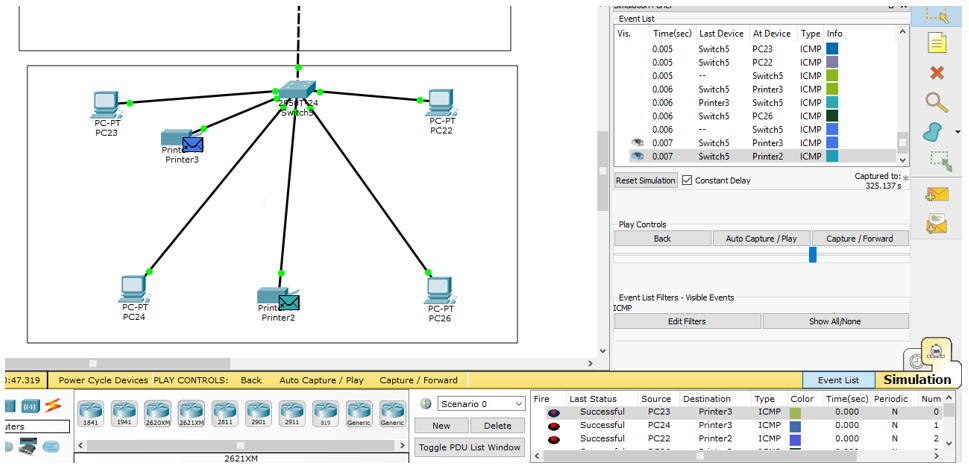 Simulation Panel
Event List
Vis. Time(sec) Last Device At Device Type Info
0.005 Switch5 PC23 ICMP
0.005 Switch5 PC22 ICMP
0.005 -- Switch5 ICMP
0.006 Switch5 Printer3 ICMP
0.006 Printer3 Switch5 ICMP
0.006 Switch5 PC26 ICMP
0.006 -- Switch5 ICMP
0.007 Switch5 Printer3 ICMP
0.007 Switch5 Printer2 ICMP
Reset Simulation Constant Delay Captured to:
325.137 s
Play Controls
Back Auto Capture / Play Capture / Forward
Event List Filters - Visible Events
ICMP
Edit Filters Show All/None
2950T-24
Switch5
PC-PT
PC23
Printer3
PC-PT
PC22
PC-PT
PC24
Printer2
PC-PT
PC26
0:47.319 Power Cycle Devices PLAY CONTROLS: Back Auto Capture / Play Capture / Forward Event List Simulation
1841 1941 2620XM 2621XM 2811 2901 2911 819 Generic Generic
2621XM
Scenario 0
New Delete
Toggle PDU List Window
Fire Last Status Source Destination Type Color Time(sec) Periodic Num
Successful PC23 Printer3 ICMP 0.000 N 0
Successful PC24 Printer3 ICMP 0.000 N 1
Successful PC22 Printer2 ICMP 0.000 N 2